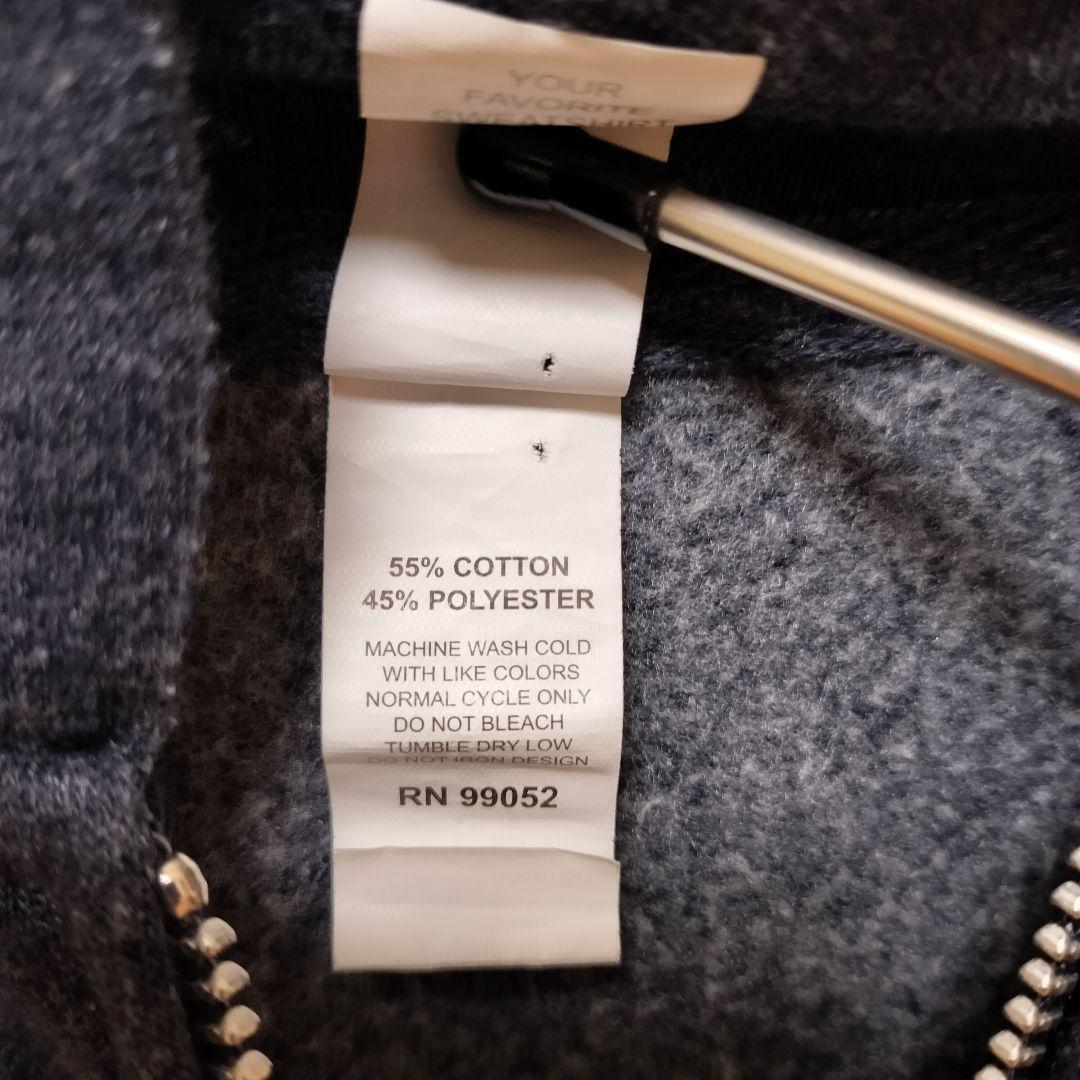 YOUR
FAVORITE
SWEATSHIRT
55% COTTON
45% POLYESTER
MACHINE WASH COLD
WITH LIKE COLORS
NORMAL CYCLE ONLY
DO NOT BLEACH
TUMBLE DRY LOW
DO NOT IRON DESIGN
RN 99052